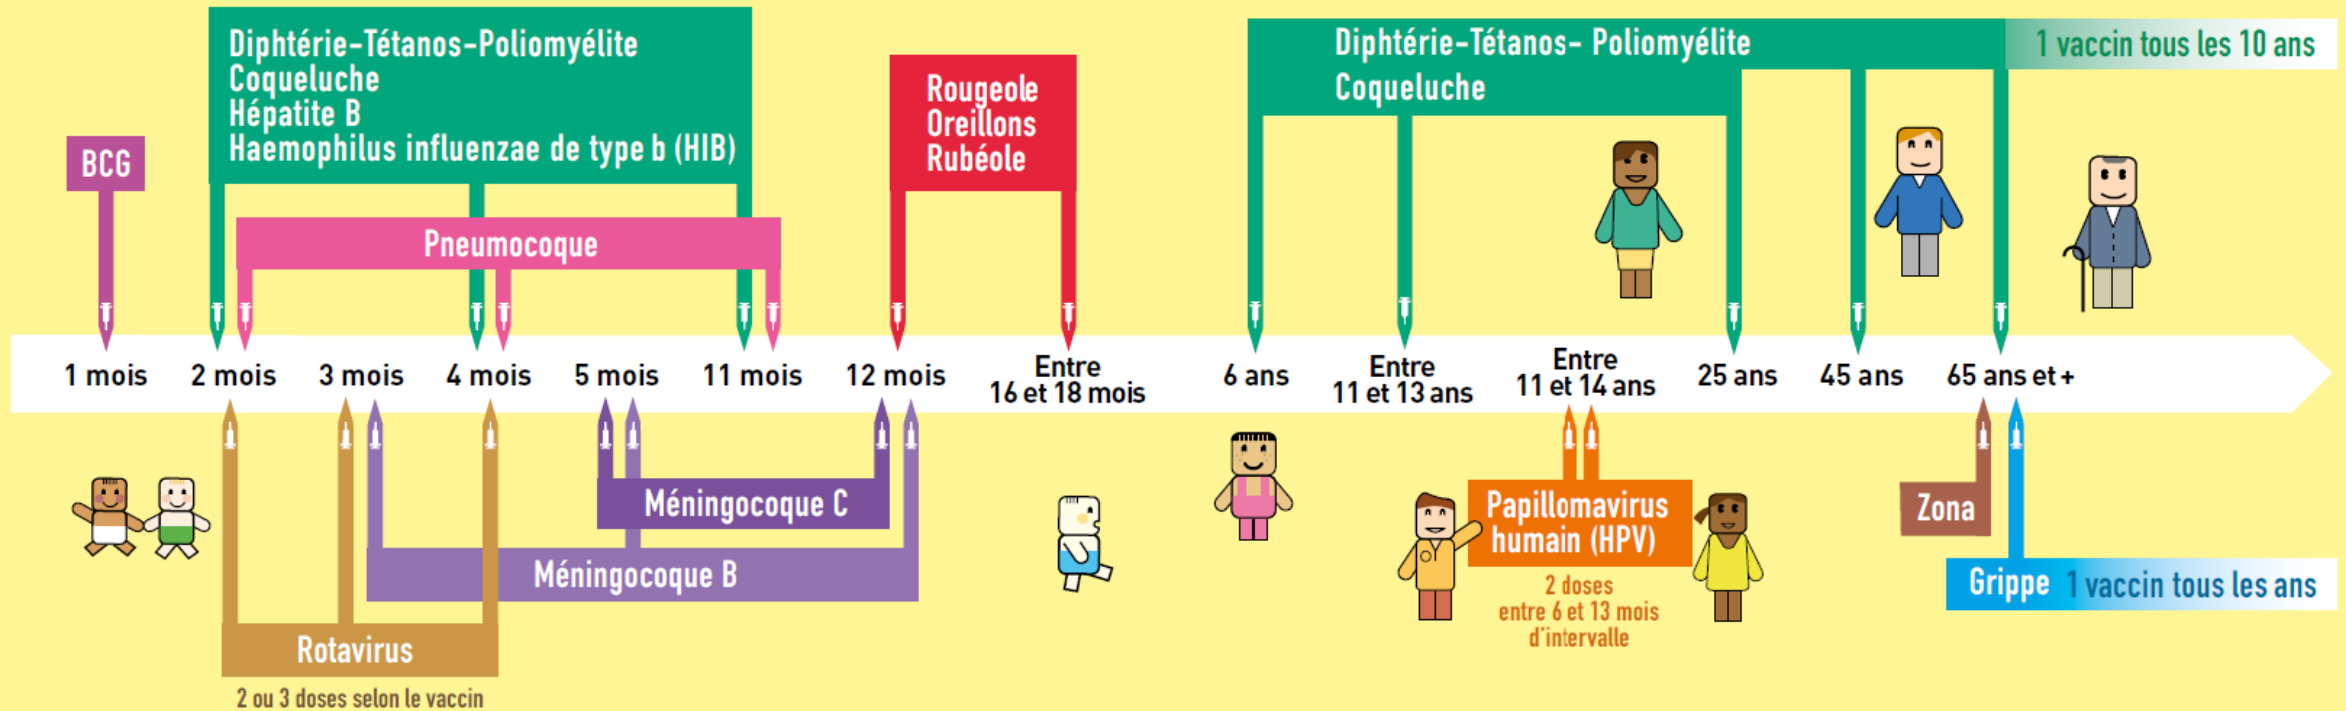 Diphtérie-Tétanos-Poliomyélite
Coqueluche
Hépatite B
Haemophilus influenzae de type b (HIB)
BCG
Pneumocoque
Rougeole
Oreillons
Rubéole
Diphtérie-Tétanos- Poliomyélite
Coqueluche
1 vaccin tous les 10 ans
1 mois
2 mois
3 mois
4 mois
5 mois
11 mois
12 mois
Entre
16 et 18 mois
6 ans
Entre
11 et 13 ans
Entre
11 et 14 ans
25 ans
45 ans
65 ans et +
Méningocoque C
Méningocoque B
Rotavirus
2 ou 3 doses selon le vaccin
Papillomavirus
humain (HPV)
2 doses
entre 6 et 13 mois
d'intervalle
Zona
Grippe 1 vaccin tous les ans